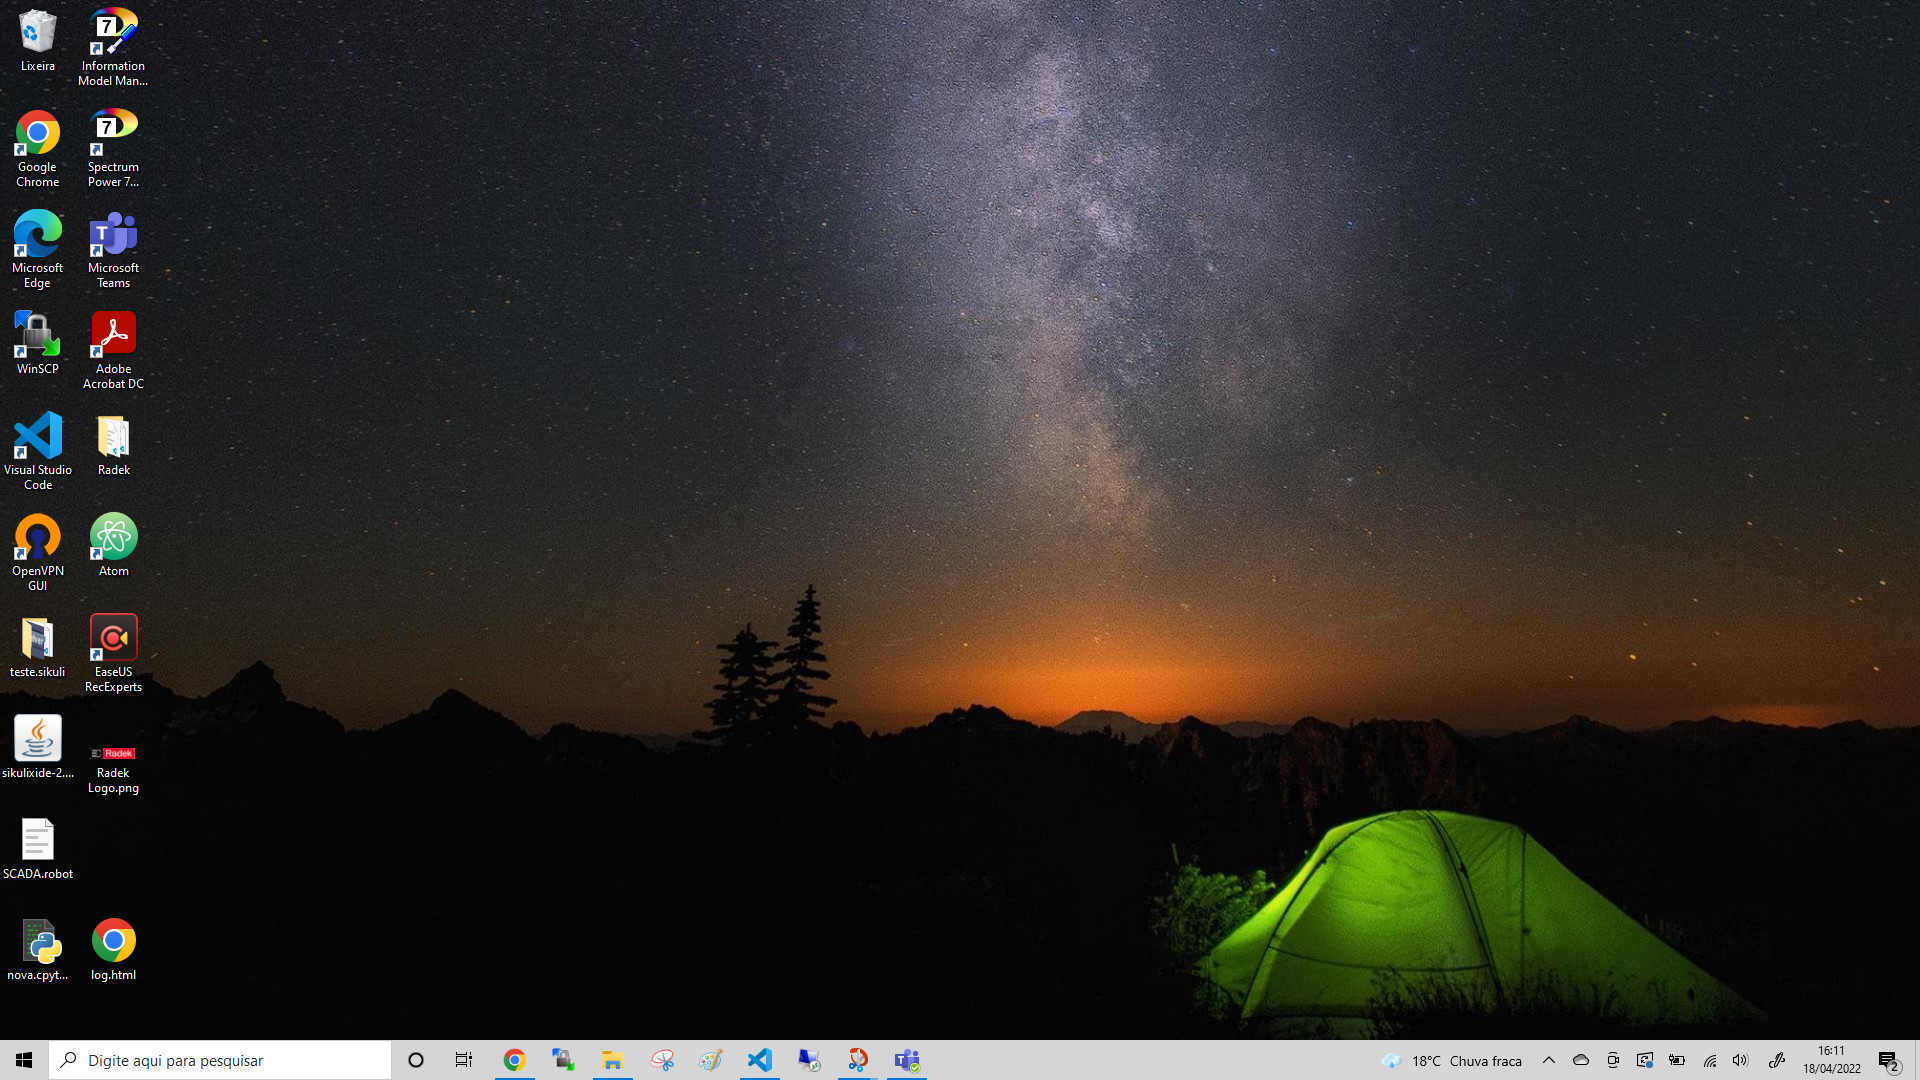 Lixeira
Information
Model Man...
Google
Chrome
Spectrum
Power 7...
Microsoft
Edge
Microsoft
Teams
WinSCP
Adobe
Acrobat DC
Visual Studio
Code
Radek
OpenVPN
GUI
Atom
teste.sikuli
EaseUS
RecExperts
sikulixide-2....
Radek
Radek
Logo.png
SCADA.robot
nova.cpyt...
log.html
Digite aqui para pesquisar
18°C Chuva fraca
16:11
18/04/2022
2